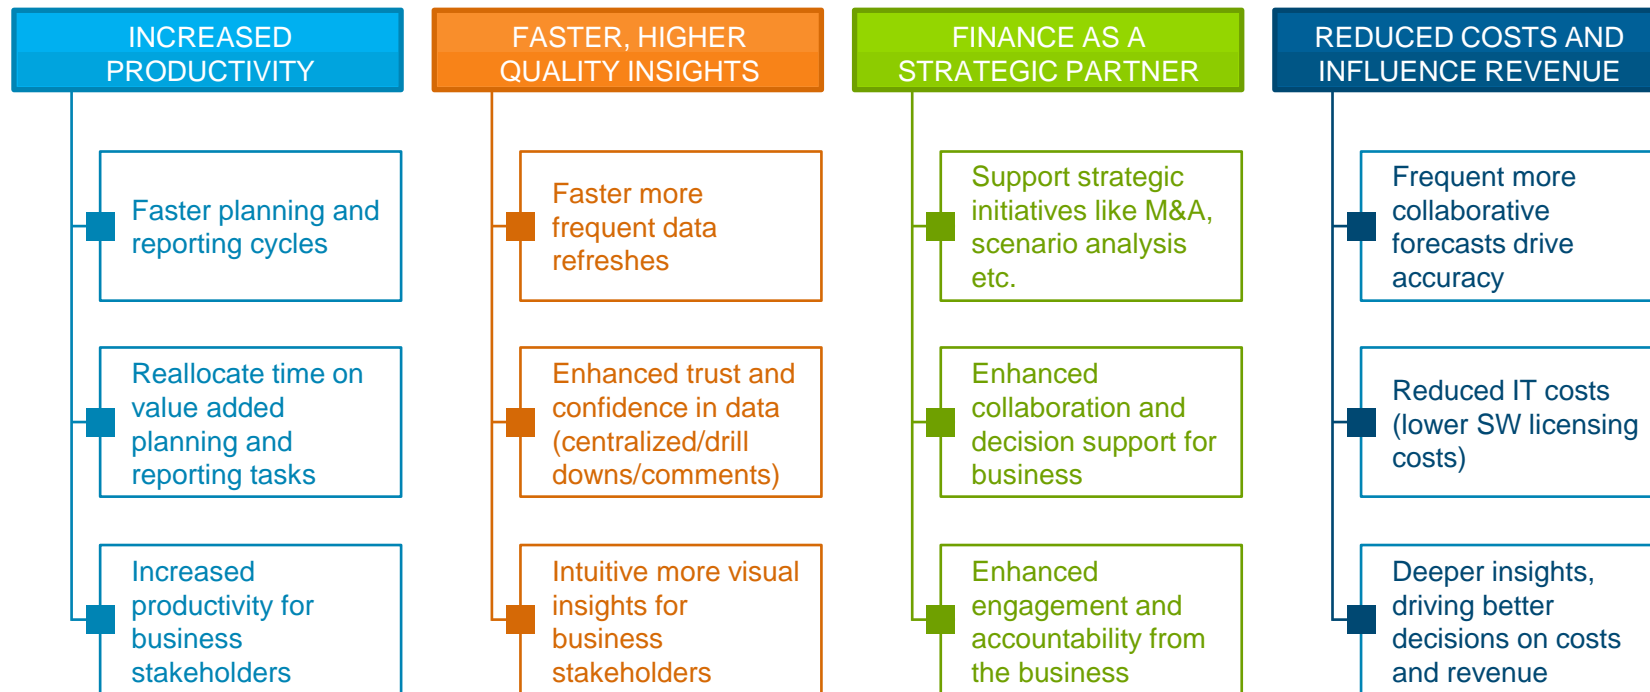 INCREASED
PRODUCTIVITY
Faster planning and
reporting cycles
Reallocate time on
value added
planning and
reporting tasks
Increased
productivity for
business
stakeholders
FASTER, HIGHER
QUALITY INSIGHTS
Faster more
frequent data
refreshes
Enhanced trust and
confidence in data
(centralized/drill
downs/comments)
Intuitive more visual
insights for
business
stakeholders
FINANCE AS A
STRATEGIC PARTNER
Support strategic
initiatives like M&A,
scenario analysis
etc.
Enhanced
collaboration and
decision support for
business
Enhanced
engagement and
accountability from
the business
REDUCED COSTS AND
INFLUENCE REVENUE
Frequent more
collaborative
forecasts drive
accuracy
Reduced IT costs
(lower SW licensing
costs)
Deeper insights,
driving better
decisions on costs
and revenue